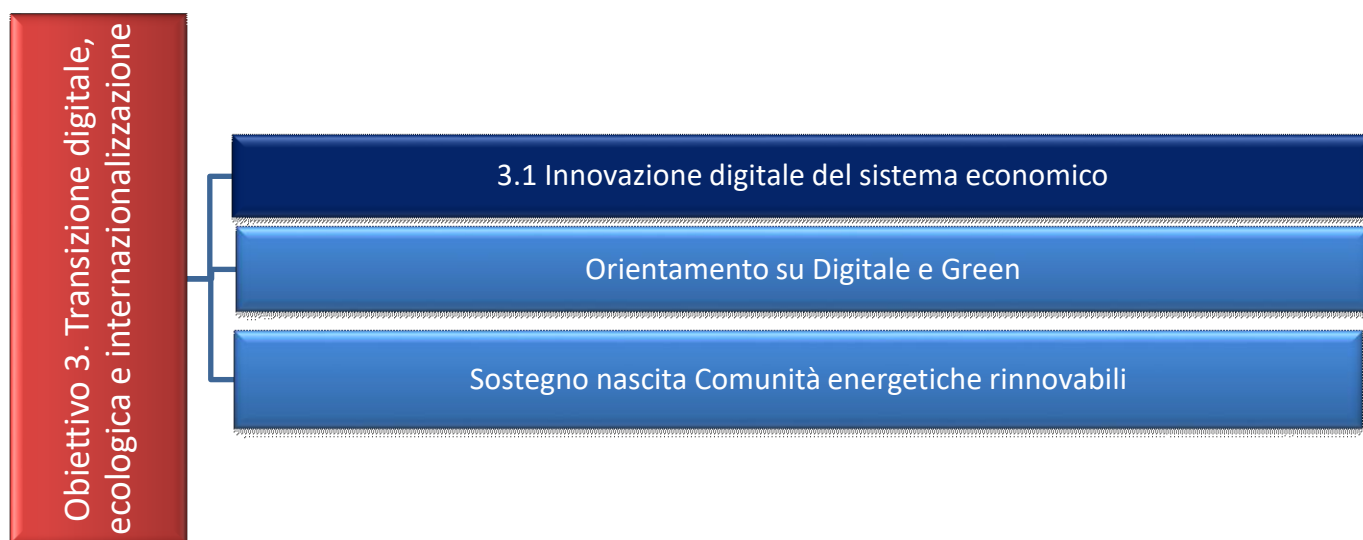 Obiettivo 3. Transizione digitale,
ecologica e internazionalizzazione
3.1 Innovazione digitale del sistema economico
Orientamento su Digitale e Green
Sostegno nascita Comunità energetiche rinnovabili